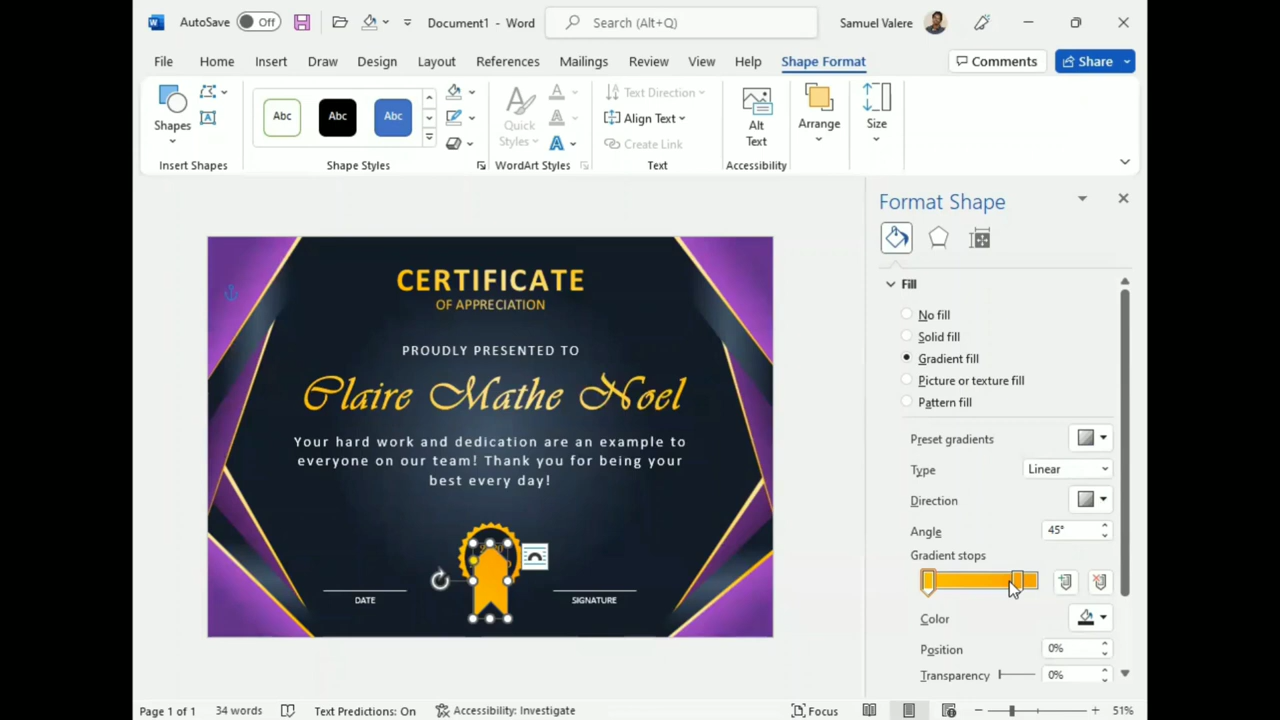 AutoSave Off Document1 - Word Search (Alt+Q) Samuel Valere
File Home Insert Draw Design Layout References Mailings Review View Help Shape Format Comments Share
Shapes
Insert Shapes
Abc Abc Abc
Shape Styles
Quick
Styles
WordArt Styles
Text Direction
Align Text
Create Link
Text
Alt
Text
Accessibility
Arrange
Size
CERTIFICATE
OF APPRECIATION
PROUDLY PRESENTED TO
Claire Mathe Noel
Your hard work and dedication are an example to
everyone on our team! Thank you for being your
best every day!
DATE
SIGNATURE
Format Shape
Fill
No fill
Solid fill
Gradient fill
Picture or texture fill
Pattern fill
Preset gradients
Type Linear
Direction
Angle 45°
Gradient stops
Color
Position 0%
Transparency 0%
Page 1 of 1 34 words Text Predictions: On Accessibility: Investigate Focus 51%